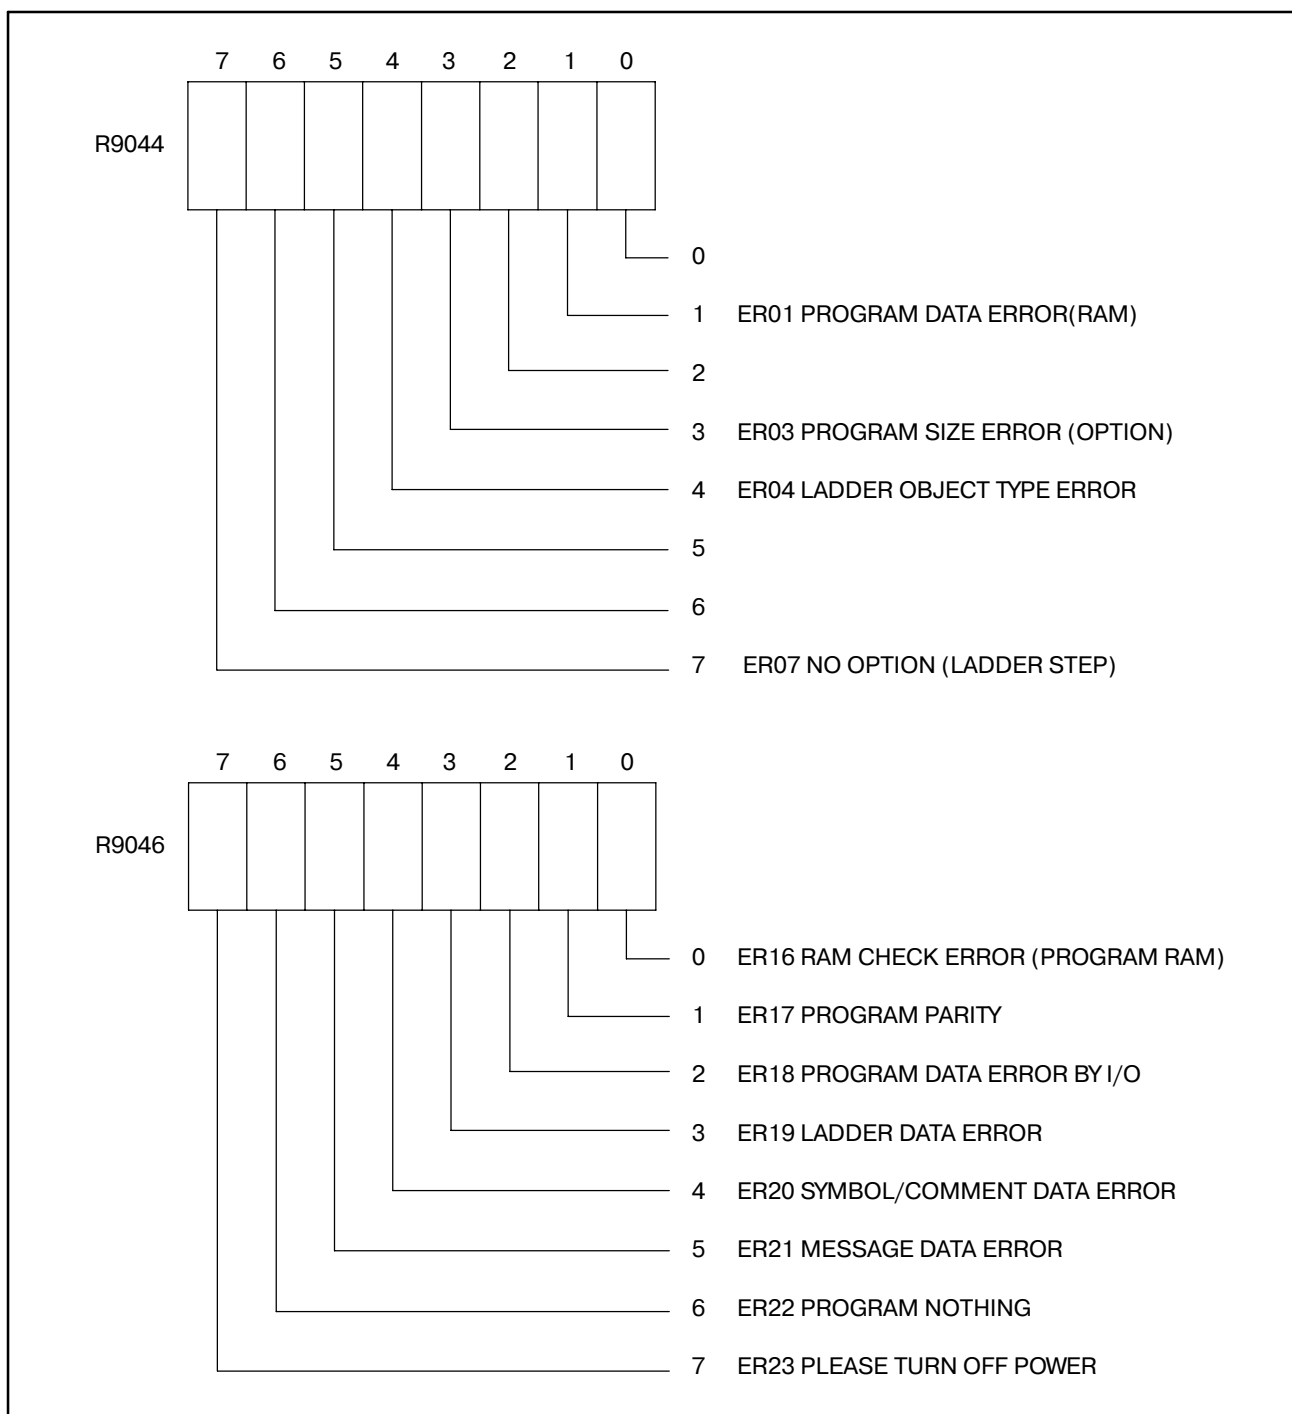 7 6 5 4 3 2 1 0
R9044
0
1 ER01 PROGRAM DATA ERROR(RAM)
2
3 ER03 PROGRAM SIZE ERROR (OPTION)
4 ER04 LADDER OBJECT TYPE ERROR
5
6
7 ER07 NO OPTION (LADDER STEP)
7 6 5 4 3 2 1 0
R9046
0 ER16 RAM CHECK ERROR (PROGRAM RAM)
1 ER17 PROGRAM PARITY
2 ER18 PROGRAM DATA ERROR BY I/O
3 ER19 LADDER DATA ERROR
4 ER20 SYMBOL/COMMENT DATA ERROR
5 ER21 MESSAGE DATA ERROR
6 ER22 PROGRAM NOTHING
7 ER23 PLEASE TURN OFF POWER